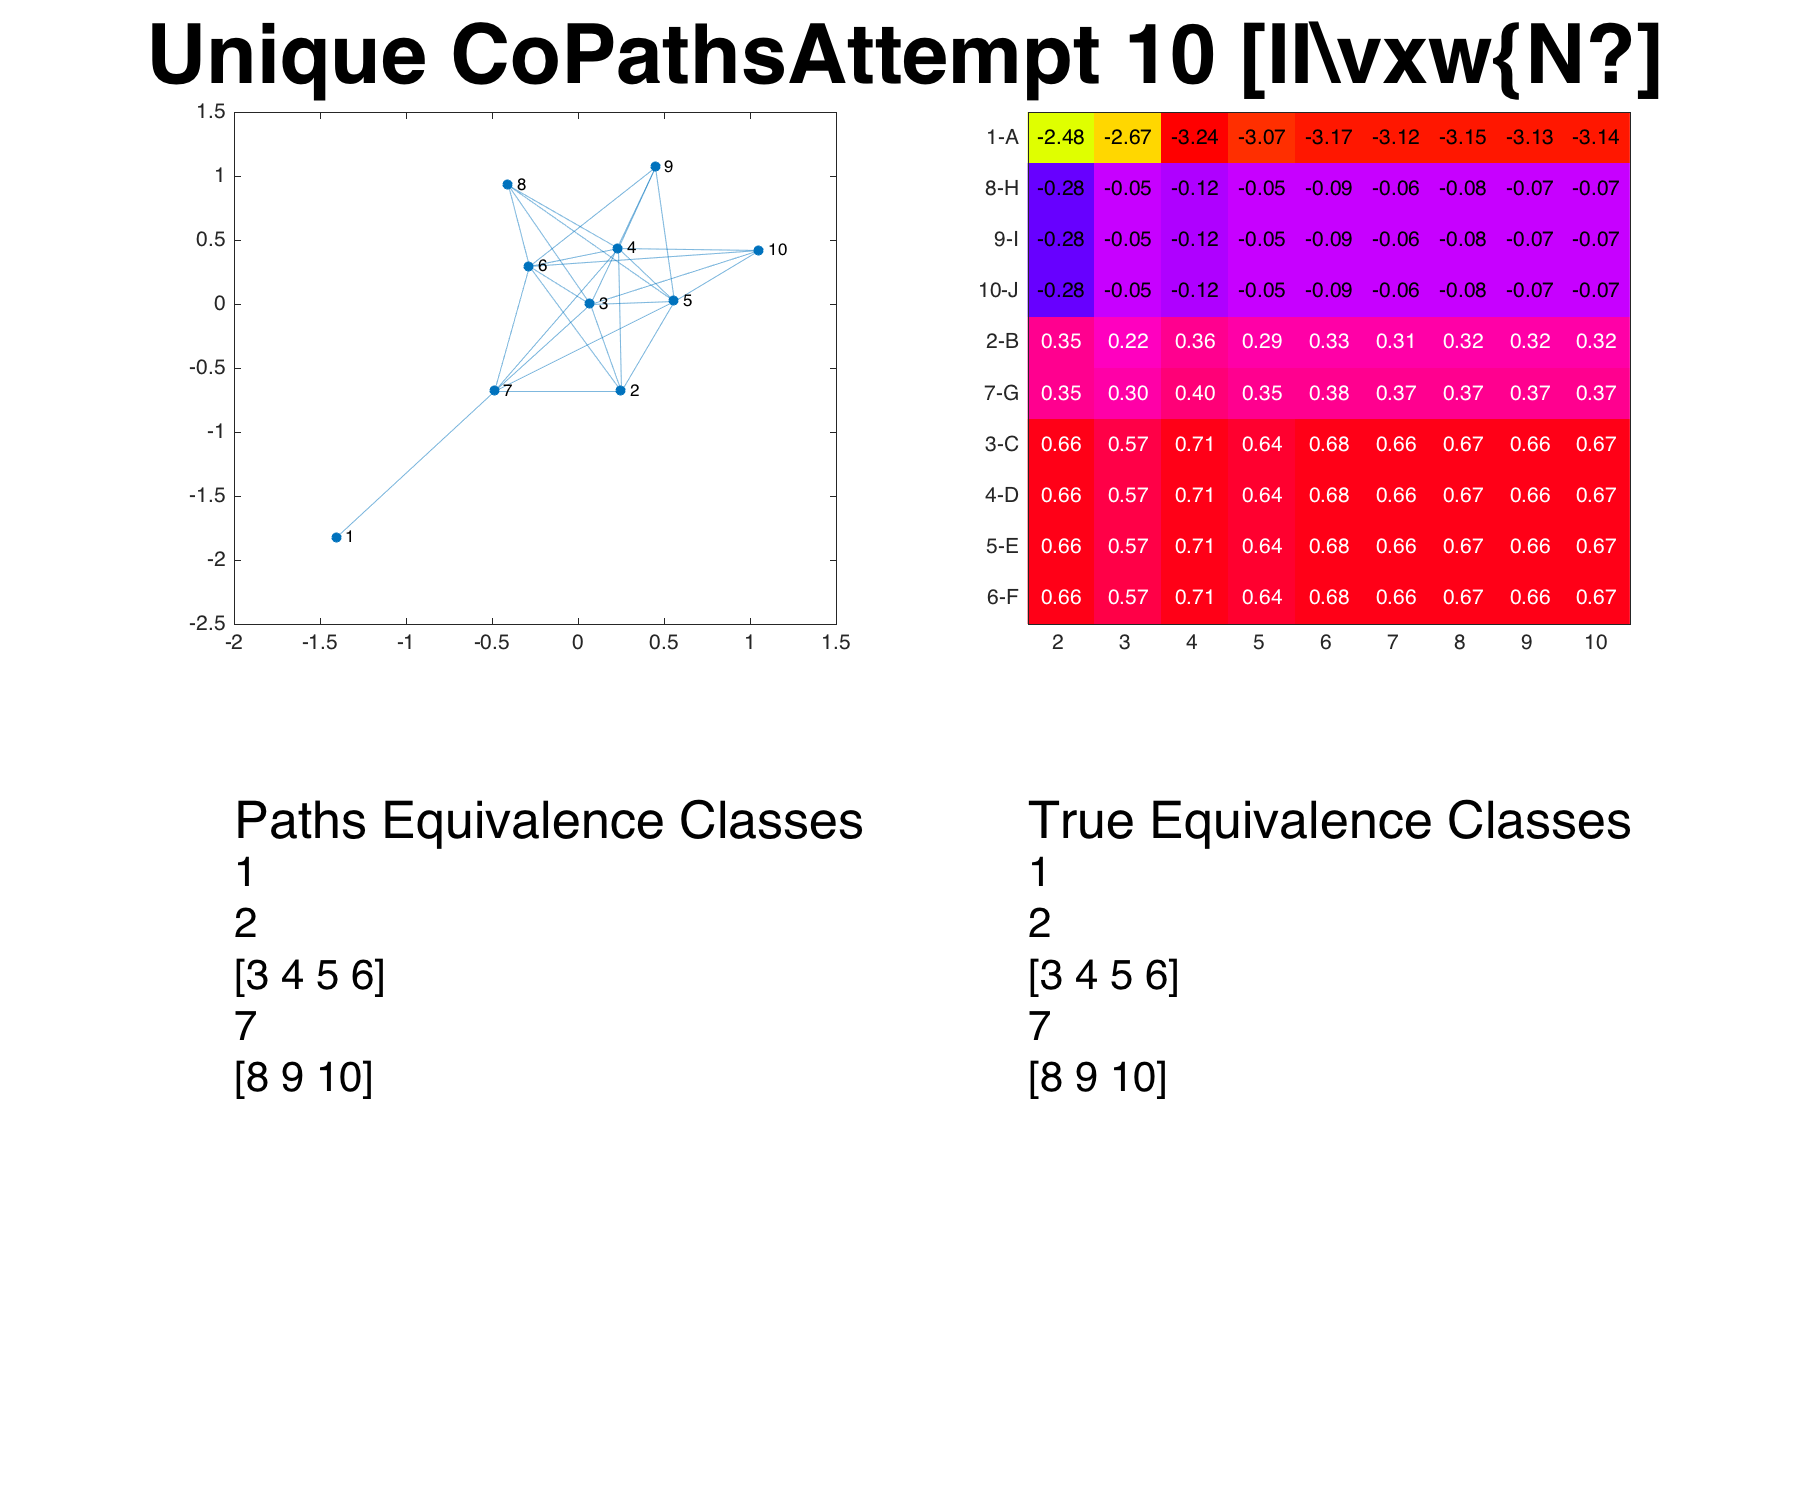 Unique CoPathsAttempt 10 [Il\vxw{N?]
1.5
1
0.5
0
-0.5
-1
-1.5
-2
-2.5
-2 -1.5 -1 -0.5 0 0.5 1 1.5
8
9
4
10
6
3
5
7
2
1
1-A -2.48 -2.67 -3.24 -3.07 -3.17 -3.12 -3.15 -3.13 -3.14
8-H -0.28 -0.05 -0.12 -0.05 -0.09 -0.06 -0.08 -0.07 -0.07
9-I -0.28 -0.05 -0.12 -0.05 -0.09 -0.06 -0.08 -0.07 -0.07
10-J -0.28 -0.05 -0.12 -0.05 -0.09 -0.06 -0.08 -0.07 -0.07
2-B 0.35 0.22 0.36 0.29 0.33 0.31 0.32 0.32 0.32
7-G 0.35 0.30 0.40 0.35 0.38 0.37 0.37 0.37 0.37
3-C 0.66 0.57 0.71 0.64 0.68 0.66 0.67 0.66 0.67
4-D 0.66 0.57 0.71 0.64 0.68 0.66 0.67 0.66 0.67
5-E 0.66 0.57 0.71 0.64 0.68 0.66 0.67 0.66 0.67
6-F 0.66 0.57 0.71 0.64 0.68 0.66 0.67 0.66 0.67
2 3 4 5 6 7 8 9 10
Paths Equivalence Classes
1
2
[3 4 5 6]
7
[8 9 10]
True Equivalence Classes
1
2
[3 4 5 6]
7
[8 9 10]